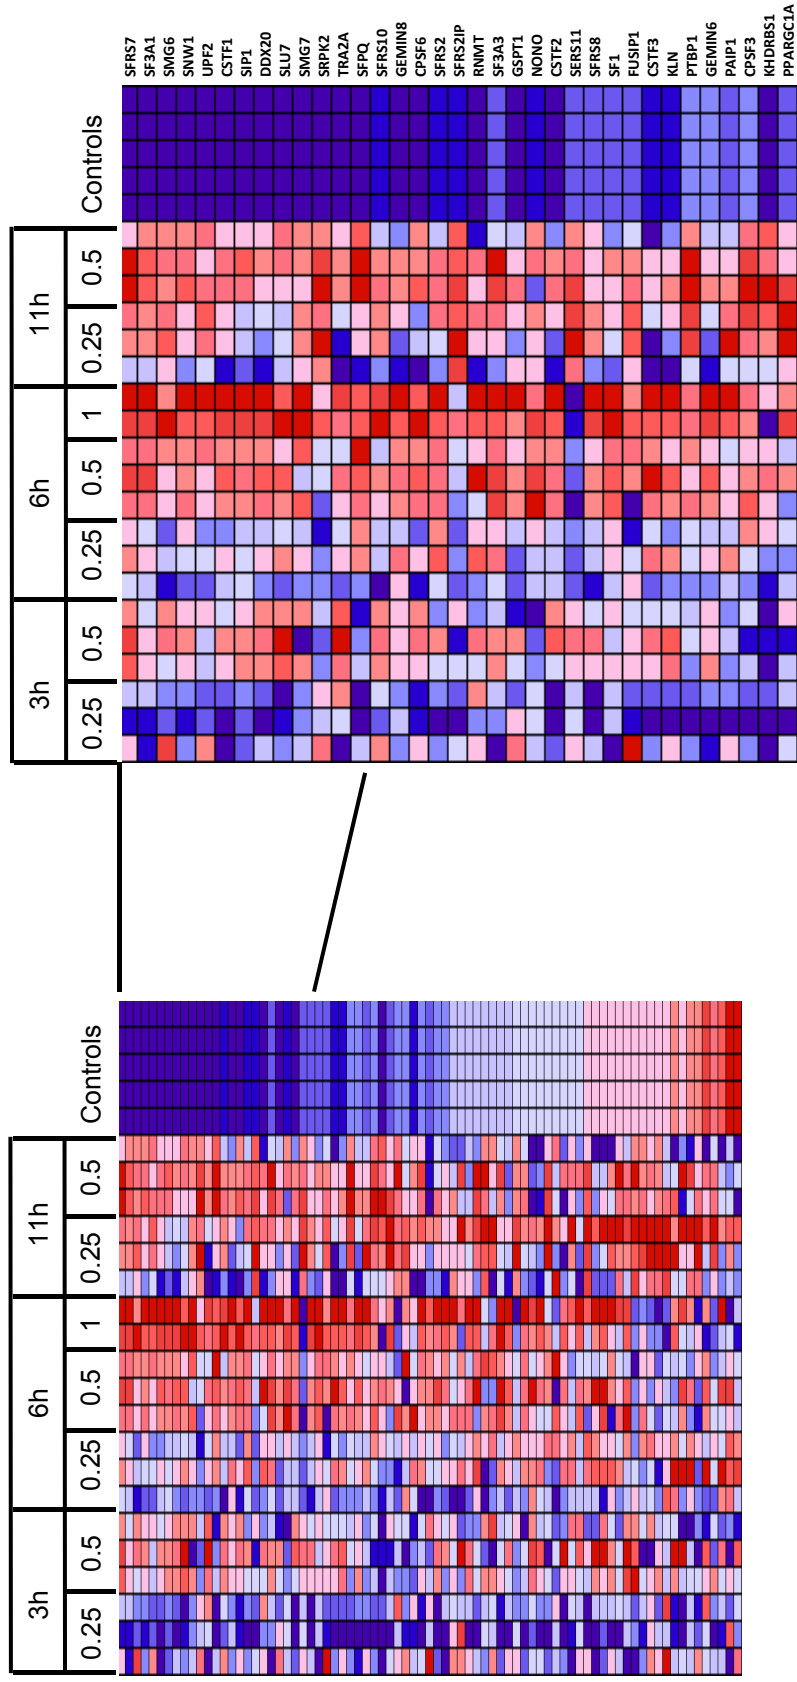 SFRS7
SF3A1
SMG6
SNW1
UPF2
CSTF1
SIP1
DDX20
SLU7
SMG7
SRPK2
TRA2A
SFPQ
SFRS10
GEMIN8
CPSF6
SFRS2
SFRS2IP
RNMT
SF3A3
GSPT1
NONO
CSTF2
SERS11
SFRS8
SF1
FUSIP1
CSTF3
KLN
PTBP1
GEMIN6
PAIP1
CPSF3
KHDRBS1
PPARGC1A
3h 6h 11h
0.25 0.5 0.25 0.5 1 0.25 0.5 Controls
3h 6h 11h
0.25 0.5 0.25 0.5 1 0.25 0.5 Controls